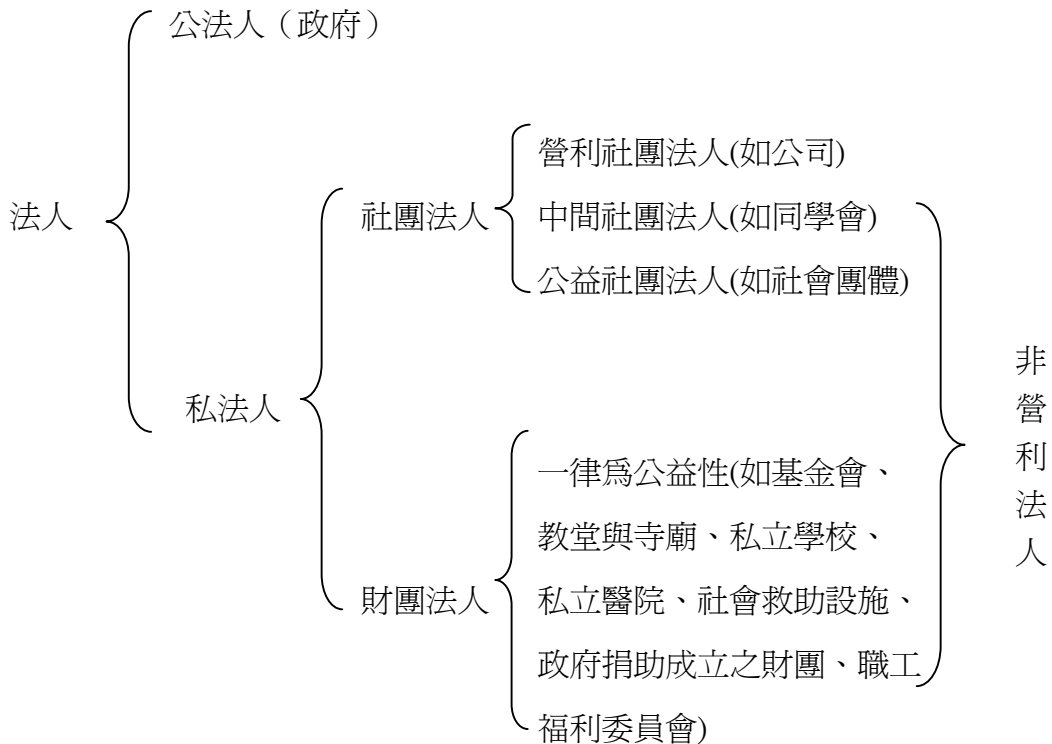 公法人（政府）
營利社團法人(如公司)
法人
社團法人
中間社團法人(如同學會)
公益社團法人(如社會團體)
非營利法人
私法人
一律為公益性(如基金會、
教堂與寺廟、私立學校、
財團法人
私立醫院、社會救助設施、
政府捐助成立之財團、職工
福利委員會)